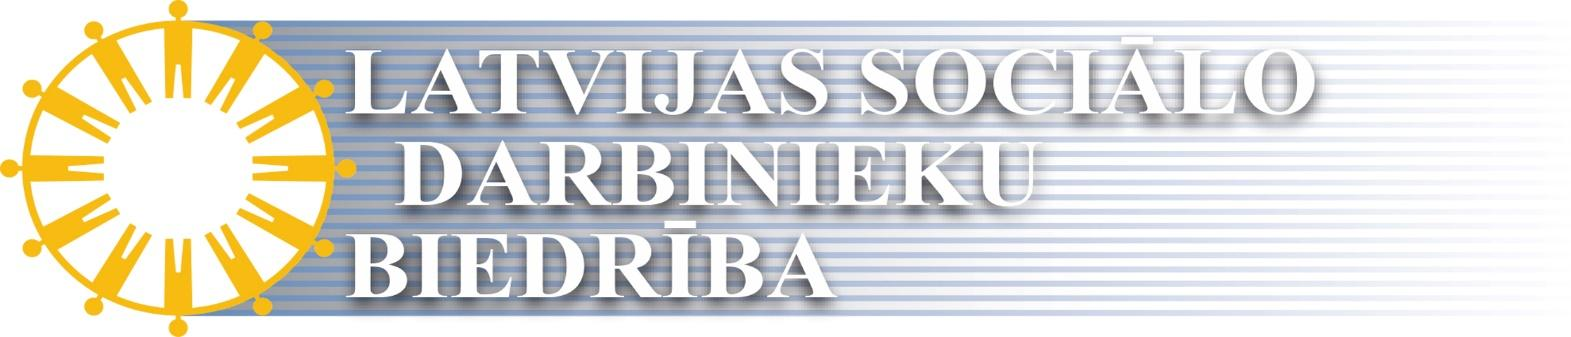 LATVIJAS SOCIĀLO
DARBINIEKU
BIEDRĪBA